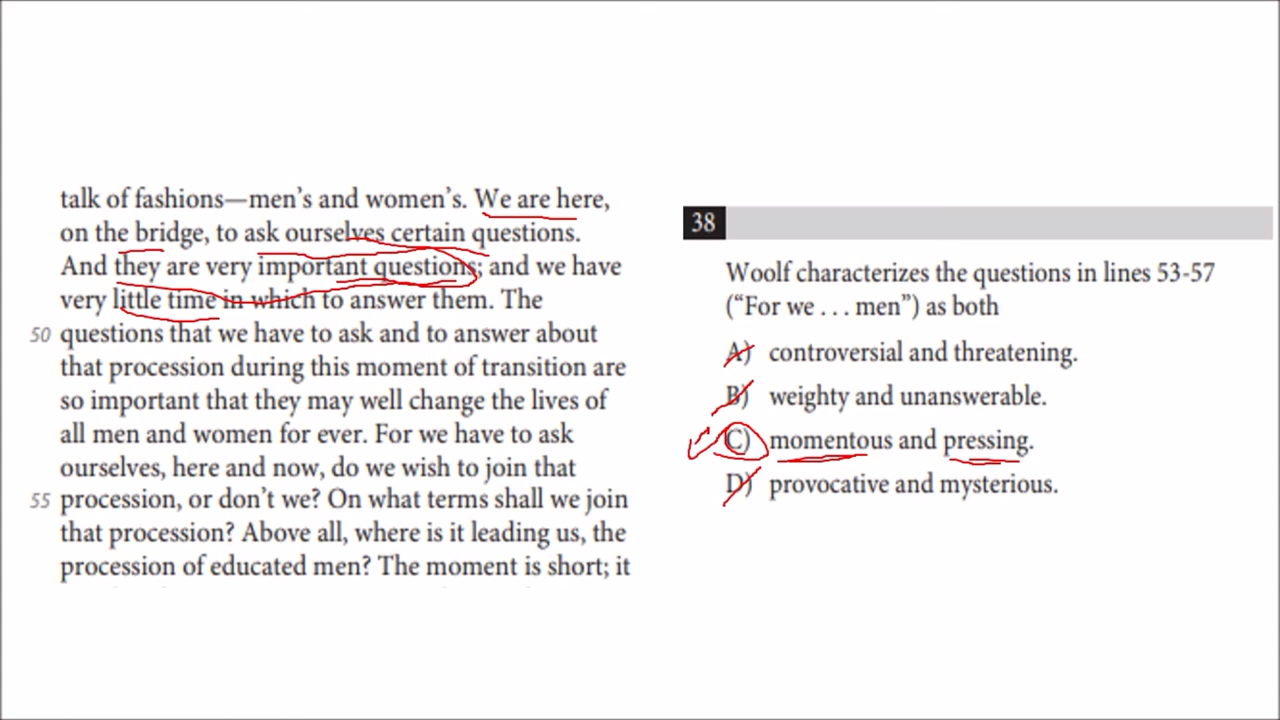 talk of fashions—men's and women's. We are here,
on the bridge, to ask ourselves certain questions.
And they are very important questions; and we have
very little time in which to answer them. The
50 questions that we have to ask and to answer about
that procession during this moment of transition are
so important that they may well change the lives of
all men and women for ever. For we have to ask
ourselves, here and now, do we wish to join that
55 procession, or don't we? On what terms shall we join
that procession? Above all, where is it leading us, the
procession of educated men? The moment is short; it
38
Woolf characterizes the questions in lines 53-57
(“For we . . . men”) as both
A) controversial and threatening.
B) weighty and unanswerable.
C) momentous and pressing.
D) provocative and mysterious.